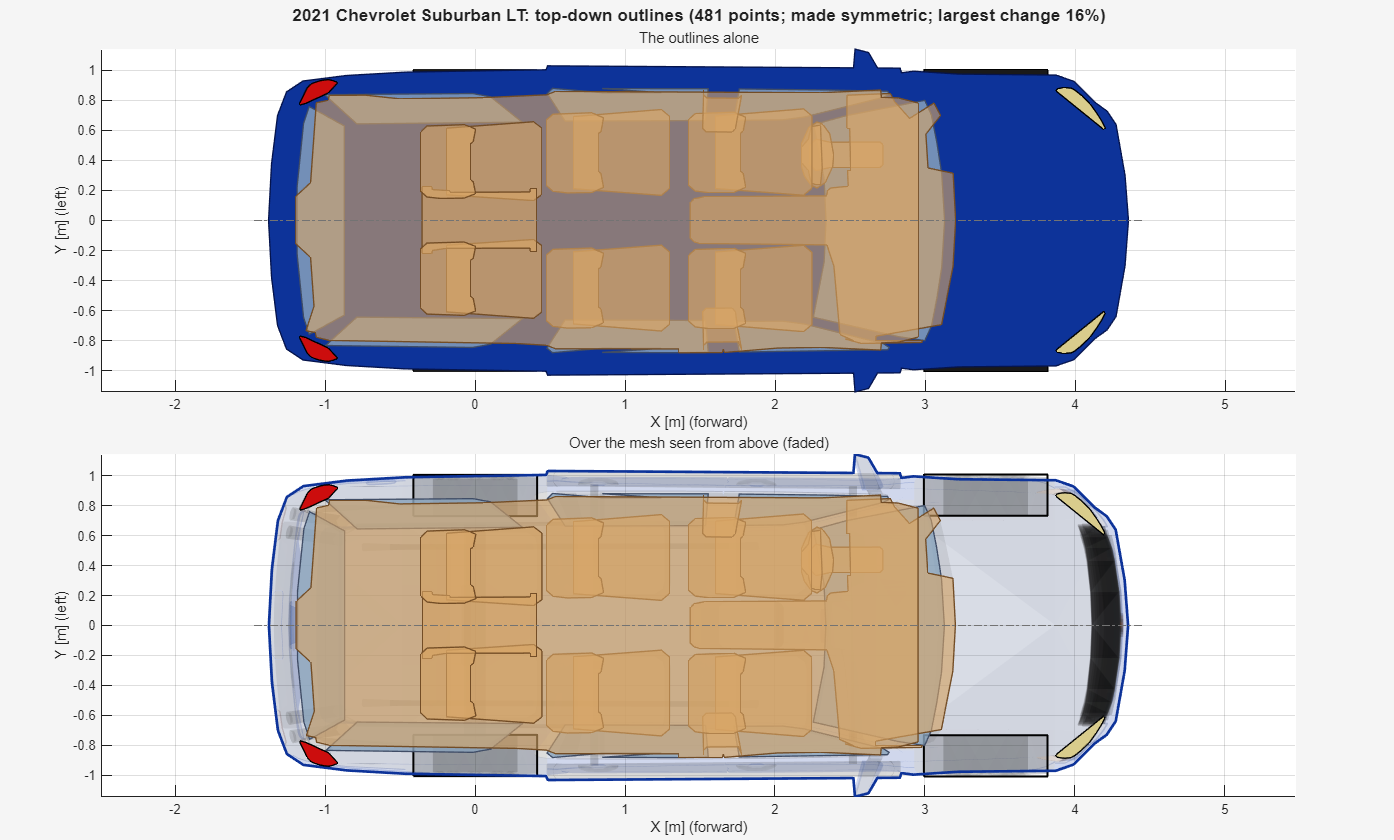 2021 Chevrolet Suburban LT: top-down outlines (481 points; made symmetric; largest change 16%)
The outlines alone
1
0.8
0.6
0.4
0.2
0
-0.2
-0.4
-0.6
-0.8
-1
Y [m] (left)
-2 -1 0 1 2 3 4 5
X [m] (forward)
Over the mesh seen from above (faded)
1
0.8
0.6
0.4
0.2
0
-0.2
-0.4
-0.6
-0.8
-1
Y [m] (left)
-2 -1 0 1 2 3 4 5
X [m] (forward)